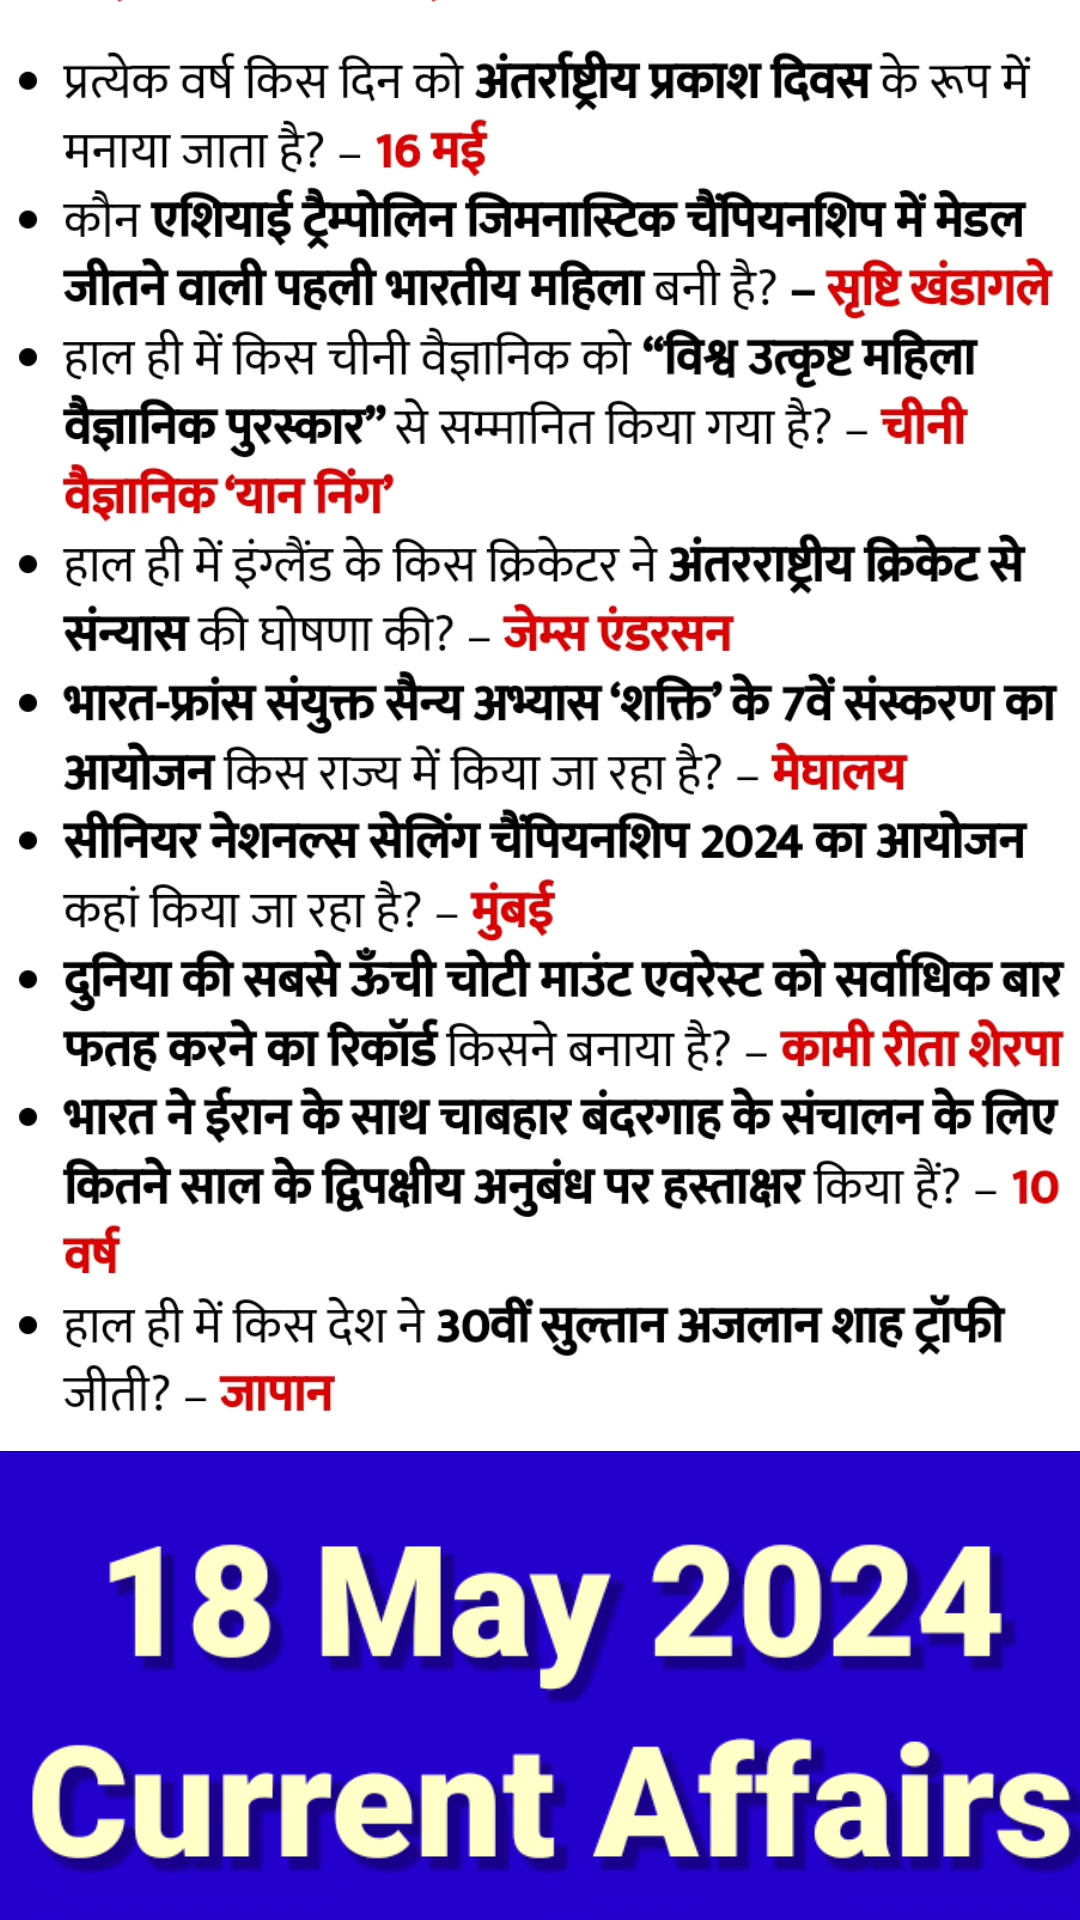 • प्रत्येक वर्ष किस दिन को अंतर्राष्ट्रीय प्रकाश दिवस के रूप में
मनाया जाता है? – 16 मई
• कौन एशियाई ट्रैम्पोलिन जिमनास्टिक चैंपियनशिप में मेडल
जीतने वाली पहली भारतीय महिला बनी है? – सृष्टि खंडागले
• हाल ही में किस चीनी वैज्ञानिक को “विश्व उत्कृष्ट महिला
वैज्ञानिक पुरस्कार” से सम्मानित किया गया है? – चीनी
वैज्ञानिक ‘यान निंग’
• हाल ही में इंग्लैंड के किस क्रिकेटर ने अंतरराष्ट्रीय क्रिकेट से
संन्यास की घोषणा की? – जेम्स एंडरसन
• भारत-फ्रांस संयुक्त सैन्य अभ्यास ‘शक्ति’ के 7वें संस्करण का
आयोजन किस राज्य में किया जा रहा है? – मेघालय
• सीनियर नेशनल्स सेलिंग चैंपियनशिप 2024 का आयोजन
कहां किया जा रहा है? – मुंबई
• दुनिया की सबसे ऊँची चोटी माउंट एवरेस्ट को सर्वाधिक बार
फतह करने का रिकॉर्ड किसने बनाया है? – कामी रीता शेरपा
• भारत ने ईरान के साथ चाबहार बंदरगाह के संचालन के लिए
कितने साल के द्विपक्षीय अनुबंध पर हस्ताक्षर किया हैं? – 10
वर्ष
• हाल ही में किस देश ने 30वीं सुल्तान अजलान शाह ट्रॉफी
जीती? – जापान
18 May 2024
Current Affairs